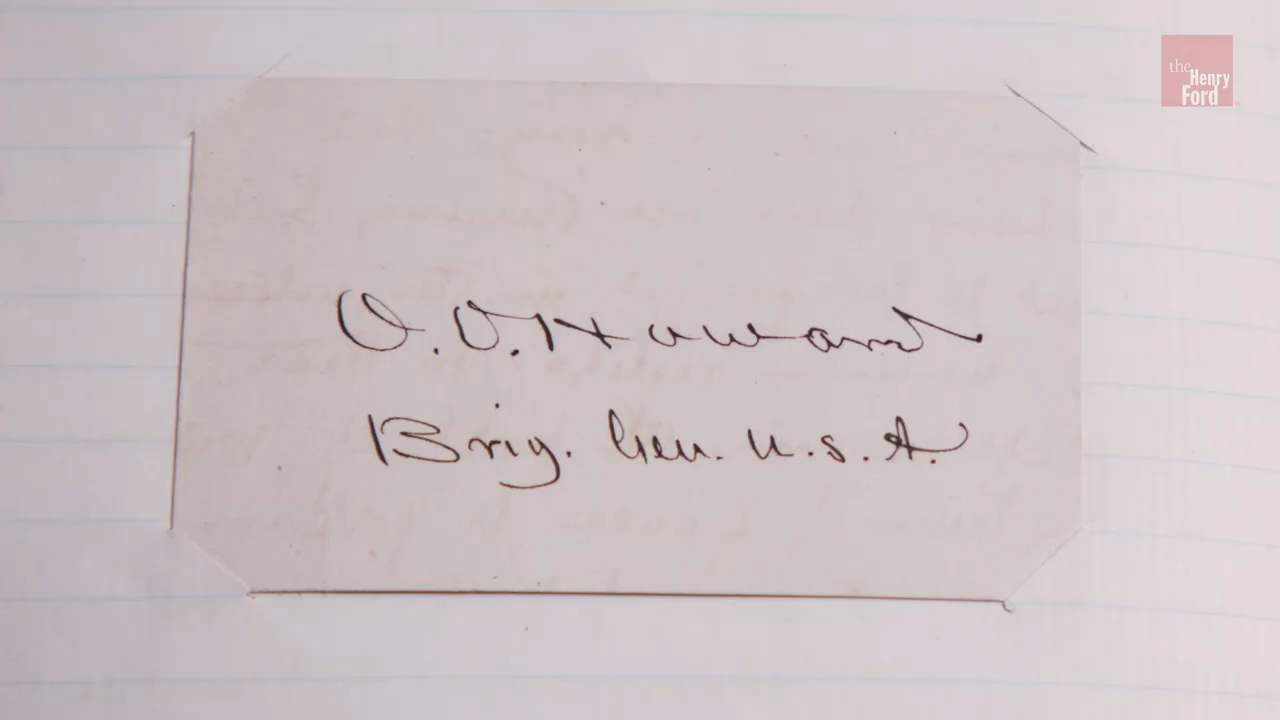 the
Henry
Ford
O. O. Howard
Brig. Gen. U. S. A.